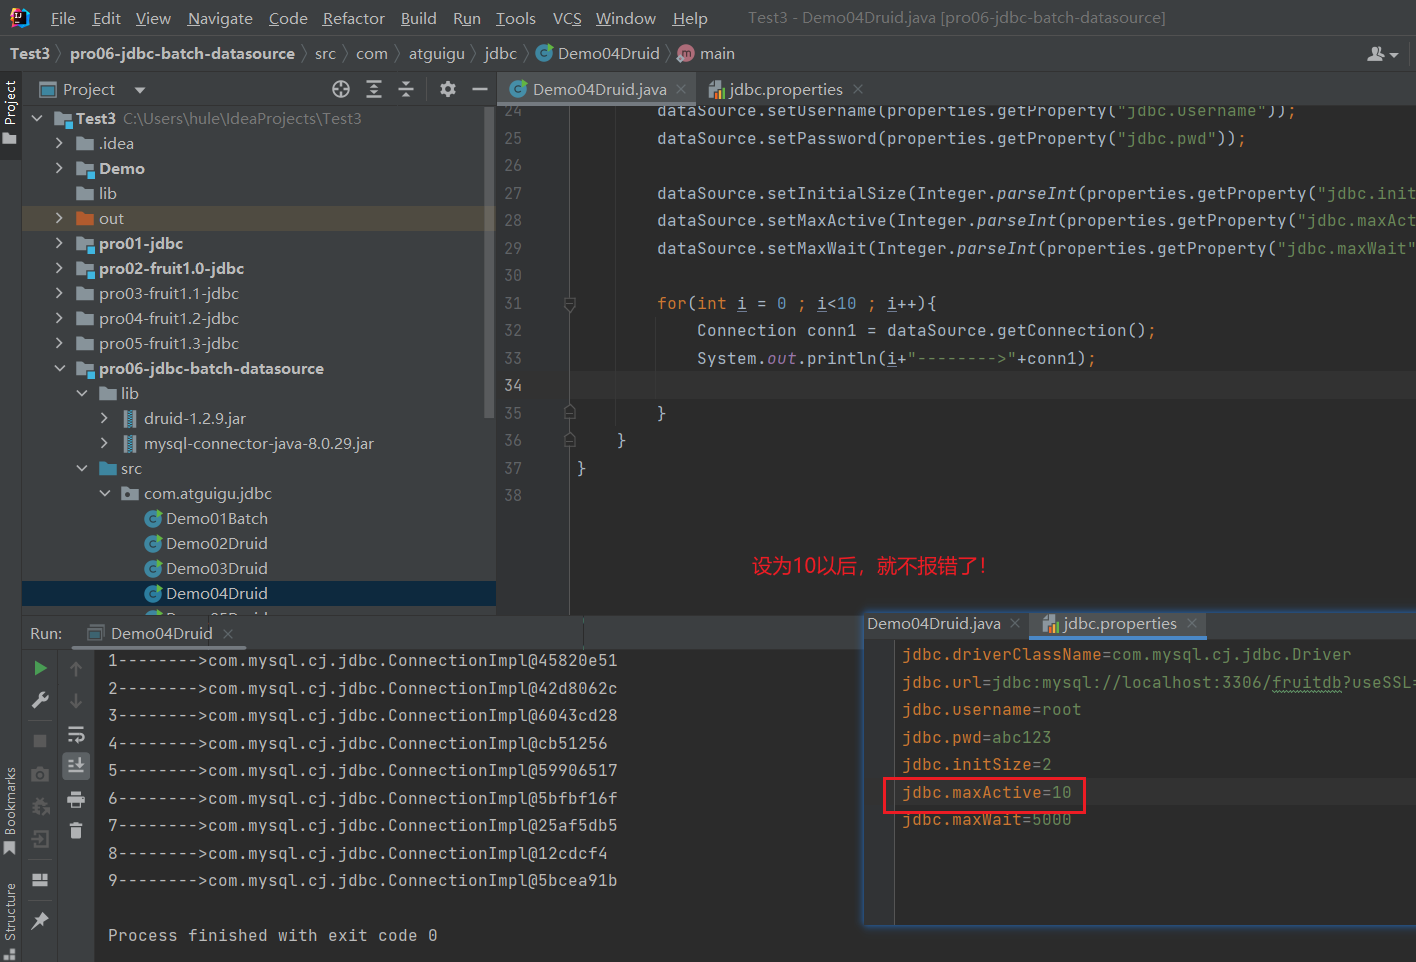 File Edit View Navigate Code Refactor Build Run Tools VCS Window Help Test3 - Demo04Druid.java [pro06-jdbc-batch-datasource]
Test3 pro06-jdbc-batch-datasource src com atguigu jdbc Demo04Druid main
Project
Project
Demo04Druid.java
jdbc.properties
Test3 C:\Users\hule\IdeaProjects\Test3
.idea
Demo
lib
out
pro01-jdbc
pro02-fruit1.0-jdbc
pro03-fruit1.1-jdbc
pro04-fruit1.2-jdbc
pro05-fruit1.3-jdbc
pro06-jdbc-batch-datasource
lib
druid-1.2.9.jar
mysql-connector-java-8.0.29.jar
src
com.atguigu.jdbc
Demo01Batch
Demo02Druid
Demo03Druid
Demo04Druid
24 dataSource.setUsername(properties.getProperty("jdbc.username"));
25 dataSource.setPassword(properties.getProperty("jdbc.pwd"));
26
27 dataSource.setInitialSize(Integer.parseInt(properties.getProperty("jdbc.init
28 dataSource.setMaxActive(Integer.parseInt(properties.getProperty("jdbc.maxAct
29 dataSource.setMaxWait(Integer.parseInt(properties.getProperty("jdbc.maxWait"
30
31 for(int i = 0 ; i<10 ; i++){
32 Connection conn1 = dataSource.getConnection();
33 System.out.println(i+"-------->"+conn1);
34
35 }
36 }
37 }
38
设为10以后，就不报错了！
Run: Demo04Druid
1-------->com.mysql.cj.jdbc.ConnectionImpl@45820e51
2-------->com.mysql.cj.jdbc.ConnectionImpl@42d8062c
3-------->com.mysql.cj.jdbc.ConnectionImpl@6043cd28
4-------->com.mysql.cj.jdbc.ConnectionImpl@cb51256
5-------->com.mysql.cj.jdbc.ConnectionImpl@59906517
6-------->com.mysql.cj.jdbc.ConnectionImpl@5bfbf16f
7-------->com.mysql.cj.jdbc.ConnectionImpl@25af5db5
8-------->com.mysql.cj.jdbc.ConnectionImpl@12cdcf4
9-------->com.mysql.cj.jdbc.ConnectionImpl@5bcea91b
Process finished with exit code 0
Demo04Druid.java jdbc.properties
jdbc.driverClassName=com.mysql.cj.jdbc.Driver
jdbc.url=jdbc:mysql://localhost:3306/fruitdb?useSSL=
jdbc.username=root
jdbc.pwd=abc123
jdbc.initSize=2
jdbc.maxActive=10
jdbc.maxWait=5000
Bookmarks
Structure